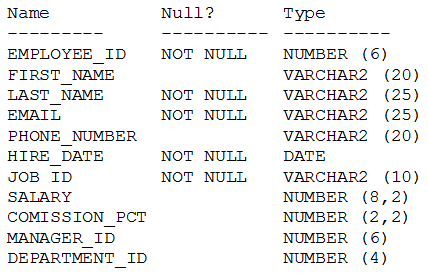 Name Null? Type
--------- ---------- ----------
EMPLOYEE_ID NOT NULL NUMBER (6)
FIRST_NAME VARCHAR2 (20)
LAST_NAME NOT NULL VARCHAR2 (25)
EMAIL NOT NULL VARCHAR2 (25)
PHONE_NUMBER VARCHAR2 (20)
HIRE_DATE NOT NULL DATE
JOB ID NOT NULL VARCHAR2 (10)
SALARY NUMBER (8,2)
COMISSION_PCT NUMBER (2,2)
MANAGER_ID NUMBER (6)
DEPARTMENT_ID NUMBER (4)